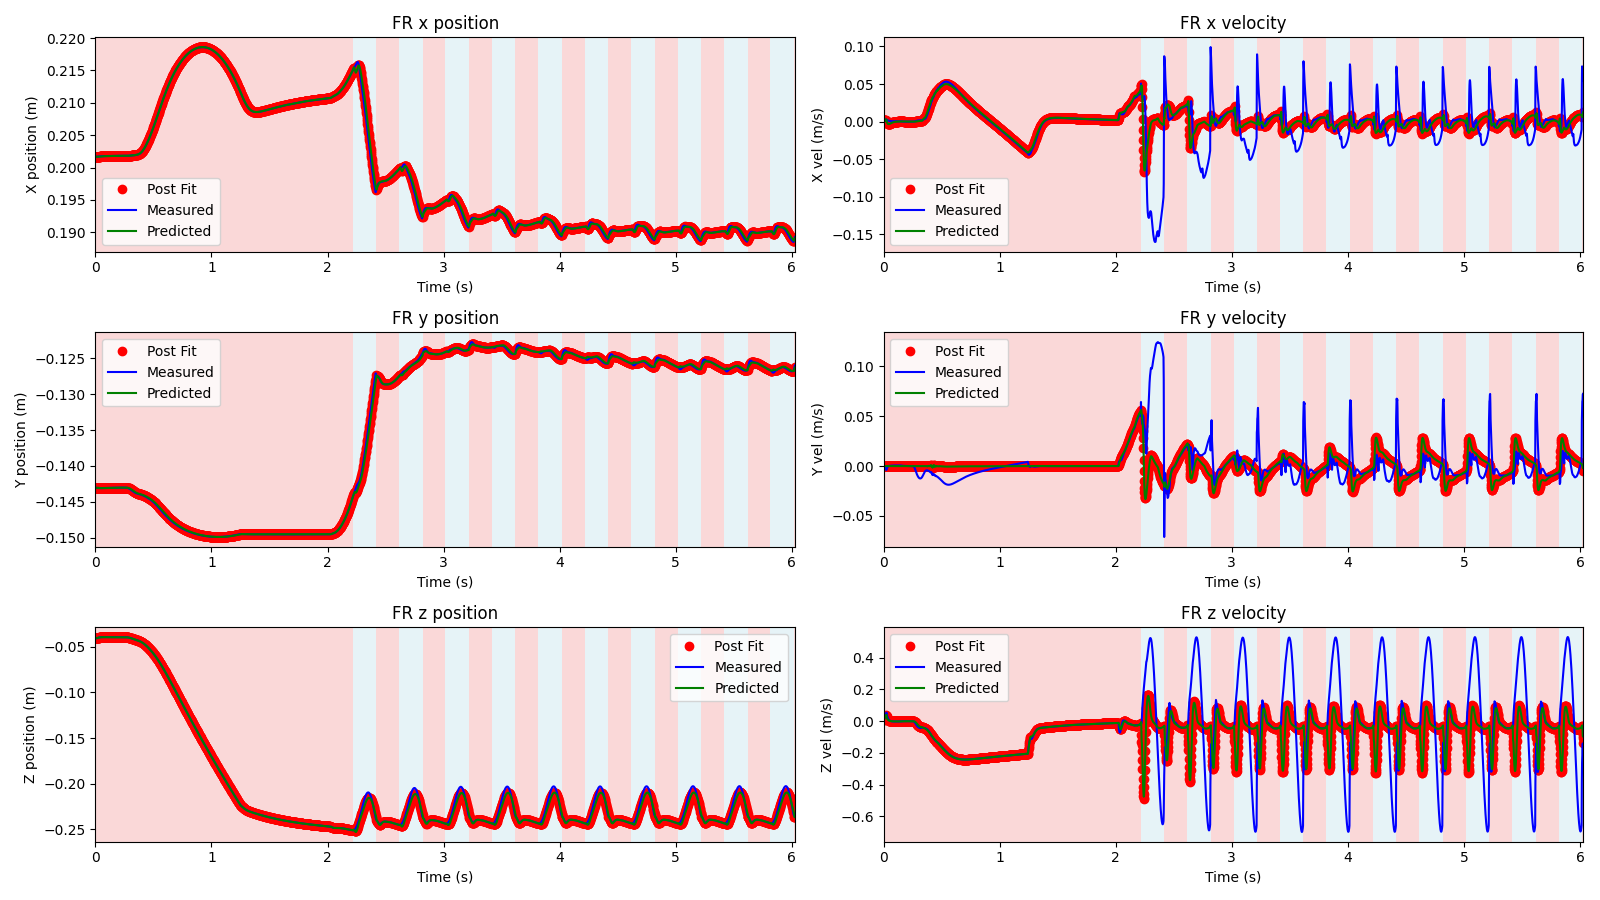 FR x position
0.220
0.215
0.210
0.205
0.200
0.195
0.190
X position (m)
Post Fit
Measured
Predicted
0 1 2 3 4 5 6
Time (s)
FR x velocity
0.10
0.05
0.00
−0.05
−0.10
−0.15
X vel (m/s)
Post Fit
Measured
Predicted
0 1 2 3 4 5 6
Time (s)
FR y position
−0.125
−0.130
−0.135
−0.140
−0.145
−0.150
Y position (m)
Post Fit
Measured
Predicted
0 1 2 3 4 5 6
Time (s)
FR y velocity
0.10
0.05
0.00
−0.05
Y vel (m/s)
Post Fit
Measured
Predicted
0 1 2 3 4 5 6
Time (s)
FR z position
−0.05
−0.10
−0.15
−0.20
−0.25
Z position (m)
Post Fit
Measured
Predicted
0 1 2 3 4 5 6
Time (s)
FR z velocity
0.4
0.2
0.0
−0.2
−0.4
−0.6
Z vel (m/s)
Post Fit
Measured
Predicted
0 1 2 3 4 5 6
Time (s)